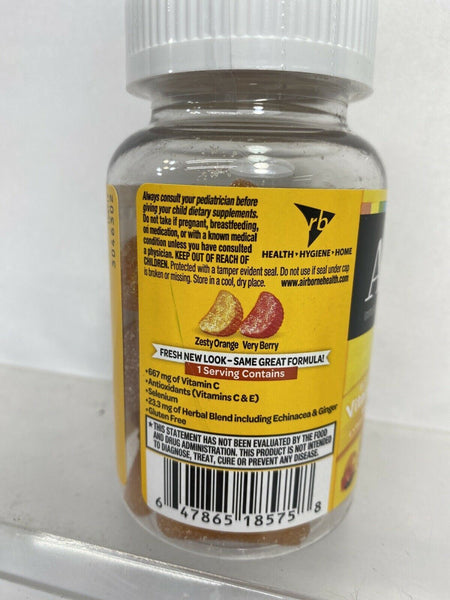 Always consult your pediatrician before
giving your child dietary supplements.
Do not take if pregnant, breastfeeding,
on medication, or with a known medical
condition unless you have consulted
a physician. KEEP OUT OF REACH OF
CHILDREN. Protected with a tamper evident seal. Do not use if seal under cap
is broken or missing. Store in a cool, dry place.
rb
HEALTH • HYGIENE • HOME
www.airbornehealth.com
3046502
Zesty Orange Very Berry
FRESH NEW LOOK – SAME GREAT FORMULA!
1 Serving Contains
•667 mg of Vitamin C
•Antioxidants (Vitamins C & E)
•Selenium
•23.3 mg of Herbal Blend including Echinacea & Ginger
•Gluten Free
*THIS STATEMENT HAS NOT BEEN EVALUATED BY THE FOOD
AND DRUG ADMINISTRATION. THIS PRODUCT IS NOT INTENDED
TO DIAGNOSE, TREAT, CURE OR PREVENT ANY DISEASE.
6 47865 18575 8